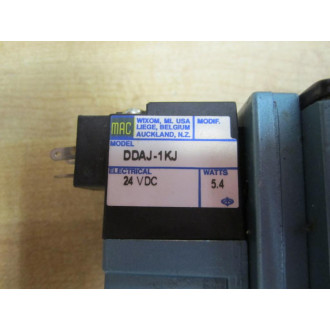 MAC
WIXOM, MI. USA
LIEGE, BELGIUM
AUCKLAND, N.Z.
MODIF.
MODEL
DDAJ-1KJ
ELECTRICAL
24 VDC
WATTS
5.4